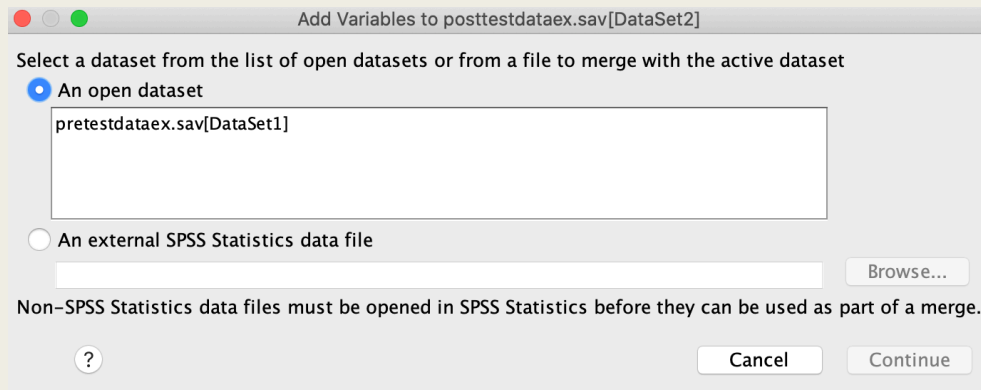 Add Variables to posttestdataex.sav[DataSet2]
Select a dataset from the list of open datasets or from a file to merge with the active dataset
An open dataset
pretestdataex.sav[DataSet1]
An external SPSS Statistics data file
Browse...
Non-SPSS Statistics data files must be opened in SPSS Statistics before they can be used as part of a merge.
? Cancel Continue